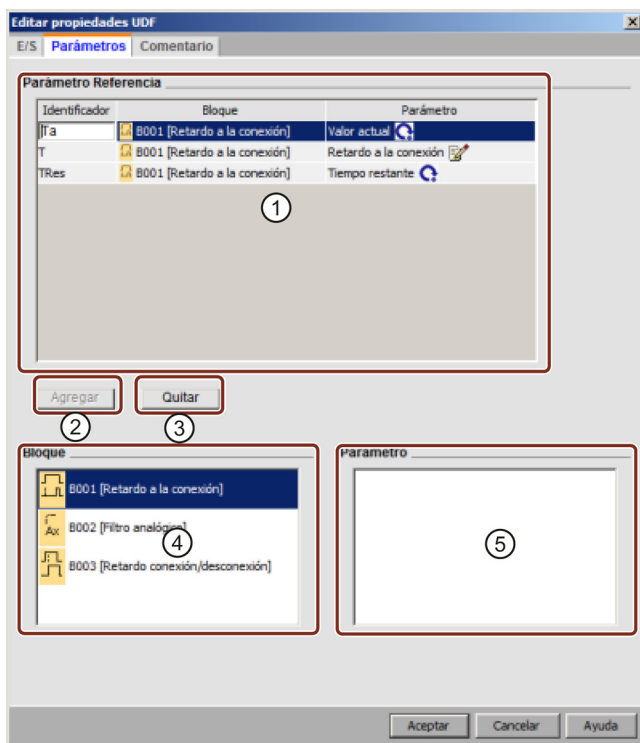 Editar propiedades UDF
E/S Parámetros Comentario
Parámetro Referencia
Identificador Bloque Parámetro
Ta B001 [Retardo a la conexión] Valor actual
T B001 [Retardo a la conexión] Retardo a la conexión
TRes B001 [Retardo a la conexión] Tiempo restante
1
Agregar Quitar
2 3
Bloque Parámetro
B001 [Retardo a la conexión]
Ax B002 [Filtro analógico]
4 5
B003 [Retardo conexión/desconexión]
Aceptar Cancelar Ayuda